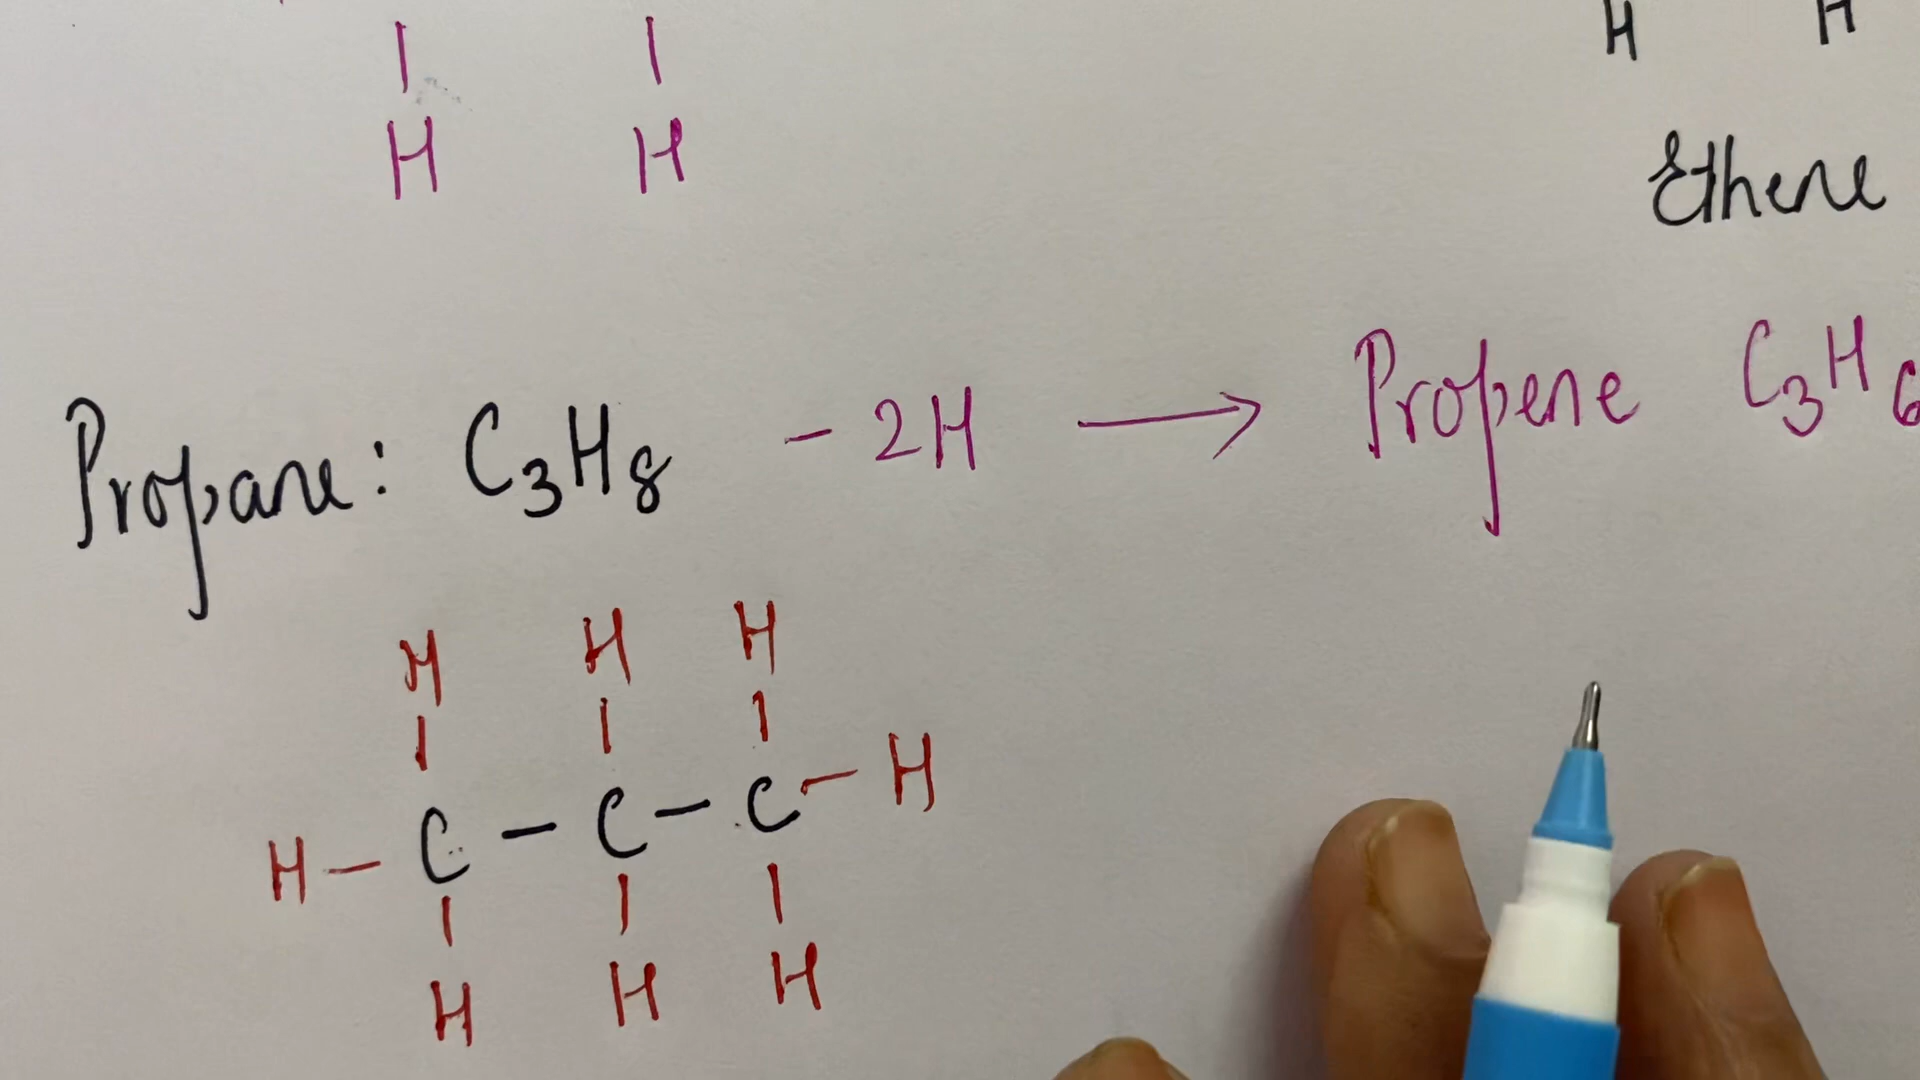 H H
| |
H H
Ethene
Propane: C₃H₈ - 2H → Propene C₃H₆
H H H
| | |
H - C - C - C - H
| | |
H H H